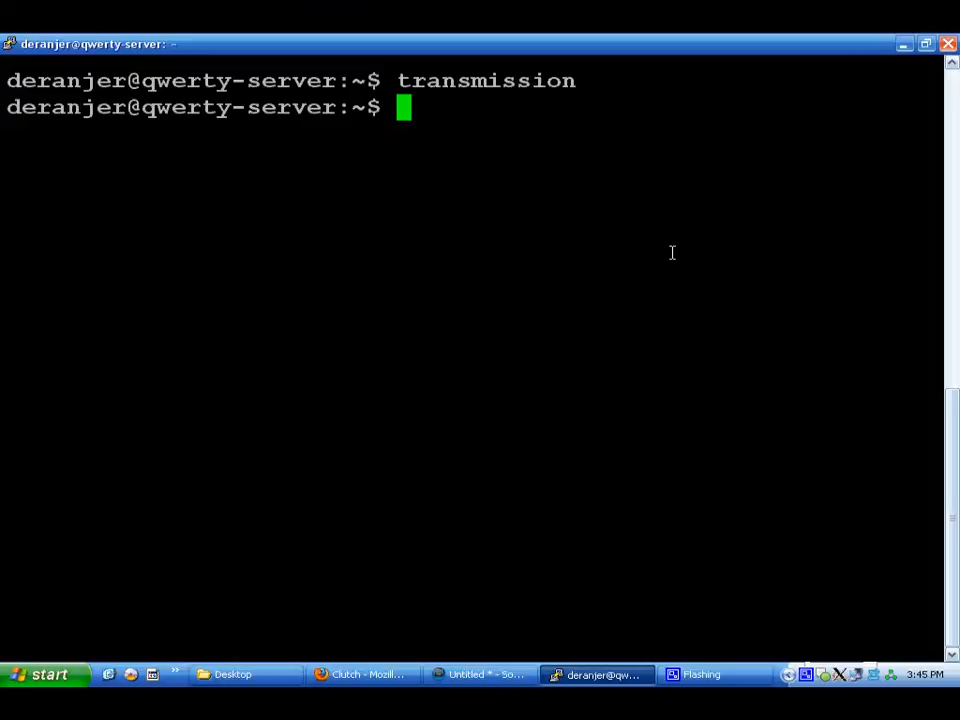 deranjer@qwerty-server: ~
deranjer@qwerty-server:~$ transmission
deranjer@qwerty-server:~$
start
Desktop
Clutch - Mozill...
Untitled * - So...
deranjer@qw...
Flashing
3:45 PM